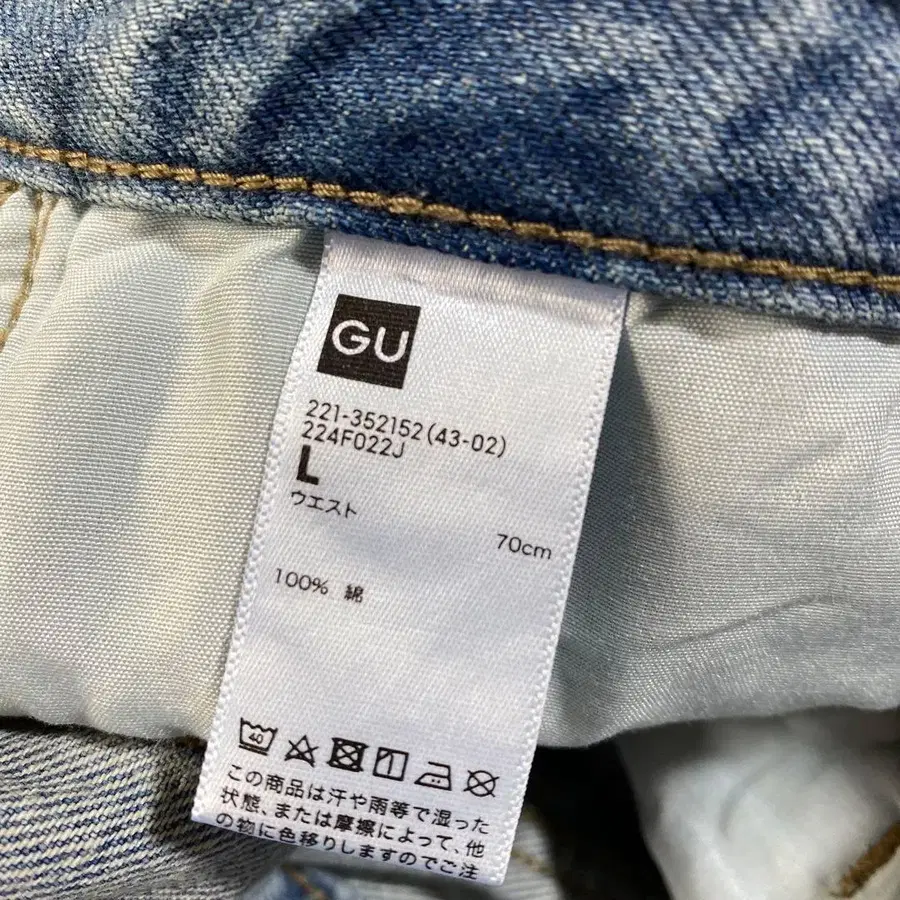 GU
221-352152(43-02)
224F022J
L
ウエスト
70cm
100% 綿
40
この商品は汗や雨等で湿った
状態、または摩擦によって、他
の物に色移りしますのでご注